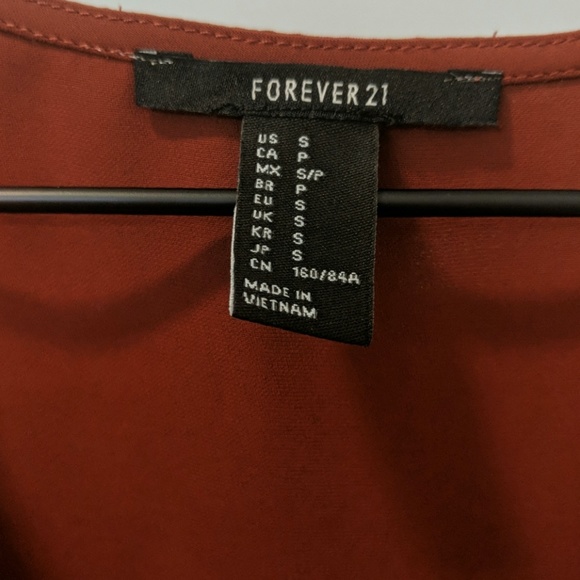 FOREVER 21
US S
CA P
MX S/P
BR P
EU S
UK S
KR S
JP S
CN 160/84A
MADE IN
VIETNAM